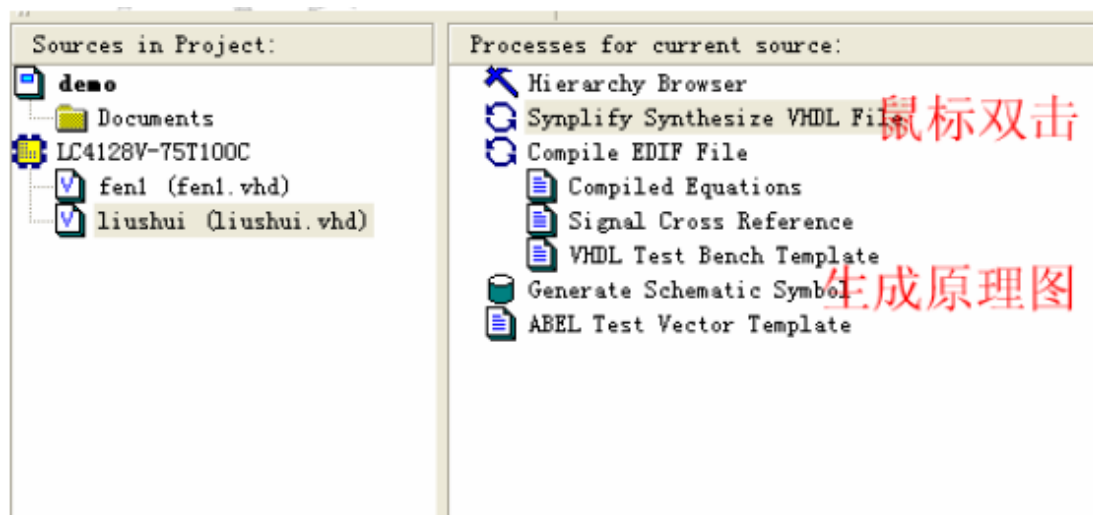 Sources in Project:
demo
Documents
LC4128V-75T100C
fen1 (fen1.vhd)
liushui (liushui.vhd)
Processes for current source:
Hierarchy Browser
Synplify Synthesize VHDL File
鼠标双击
Compile EDIF File
Compiled Equations
Signal Cross Reference
VHDL Test Bench Template
Generate Schematic Symbol
生成原理图
ABEL Test Vector Template